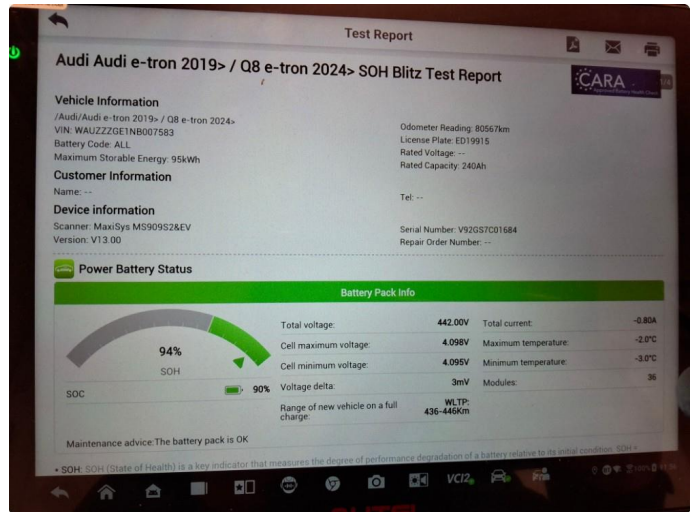 Test Report
Audi Audi e-tron 2019> / Q8 e-tron 2024> SOH Blitz Test Report
CARA
Vehicle Information
/Audi/Audi e-tron 2019> / Q8 e-tron 2024>
VIN: WAUZZZGE1NB007583
Battery Code: ALL
Maximum Storable Energy: 95kWh
Odometer Reading: 80567km
License Plate: ED19915
Rated Voltage: --
Rated Capacity: 240Ah
Customer Information
Name: --
Tel: --
Device information
Scanner: MaxiSys MS909S2&EV
Version: V13.00
Serial Number: V92GS7C01684
Repair Order Number: --
Power Battery Status
Battery Pack Info
94%
SOH
SOC 90%
Total voltage: 442.00V
Cell maximum voltage: 4.098V
Cell minimum voltage: 4.095V
Voltage delta: 3mV
Range of new vehicle on a full charge: WLTP: 436-446Km
Total current: -0.80A
Maximum temperature: -2.0°C
Minimum temperature: -3.0°C
Modules: 36
Maintenance advice:The battery pack is OK
• SOH: SOH (State of Health) is a key indicator that measures the degree of performance degradation of a battery relative to its initial condition. SOH =
VCI2